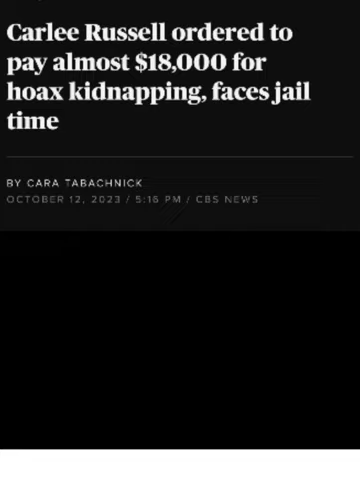 Carlee Russell ordered to
pay almost $18,000 for
hoax kidnapping, faces jail
time
BY CARA TABACHNICK
OCTOBER 12, 2023 / 5:16 PM / CBS NEWS